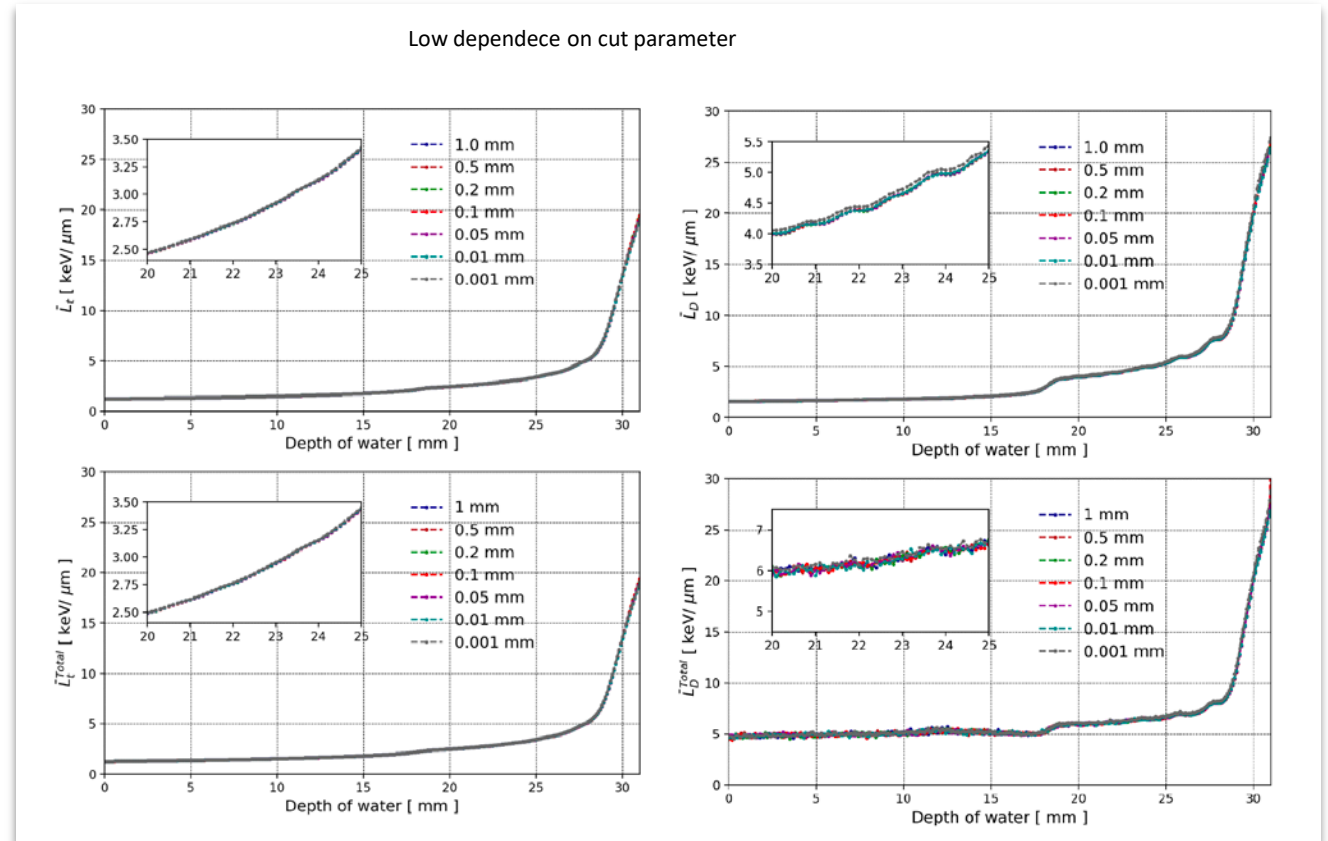 Low dependece on cut parameter
30
25
20
15
10
5
0
L̄_t [ keV/ μm ]
3.50
3.25
3.00
2.75
2.50
20 21 22 23 24 25
1.0 mm
0.5 mm
0.2 mm
0.1 mm
0.05 mm
0.01 mm
0.001 mm
0 5 10 15 20 25 30
Depth of water [ mm ]
30
25
20
15
10
5
0
L̄_D [ keV/ μm ]
5.5
5.0
4.5
4.0
3.5
20 21 22 23 24 25
1.0 mm
0.5 mm
0.2 mm
0.1 mm
0.05 mm
0.01 mm
0.001 mm
0 5 10 15 20 25 30
Depth of water [ mm ]
30
25
20
15
10
5
0
L̄_t^Total [ keV/ μm ]
3.50
3.25
3.00
2.75
2.50
20 21 22 23 24 25
1 mm
0.5 mm
0.2 mm
0.1 mm
0.05 mm
0.01 mm
0.001 mm
0 5 10 15 20 25 30
Depth of water [ mm ]
30
25
20
15
10
5
0
L̄_D^Total [ keV/ μm ]
7
6
5
20 21 22 23 24 25
1 mm
0.5 mm
0.2 mm
0.1 mm
0.05 mm
0.01 mm
0.001 mm
0 5 10 15 20 25 30
Depth of water [ mm ]